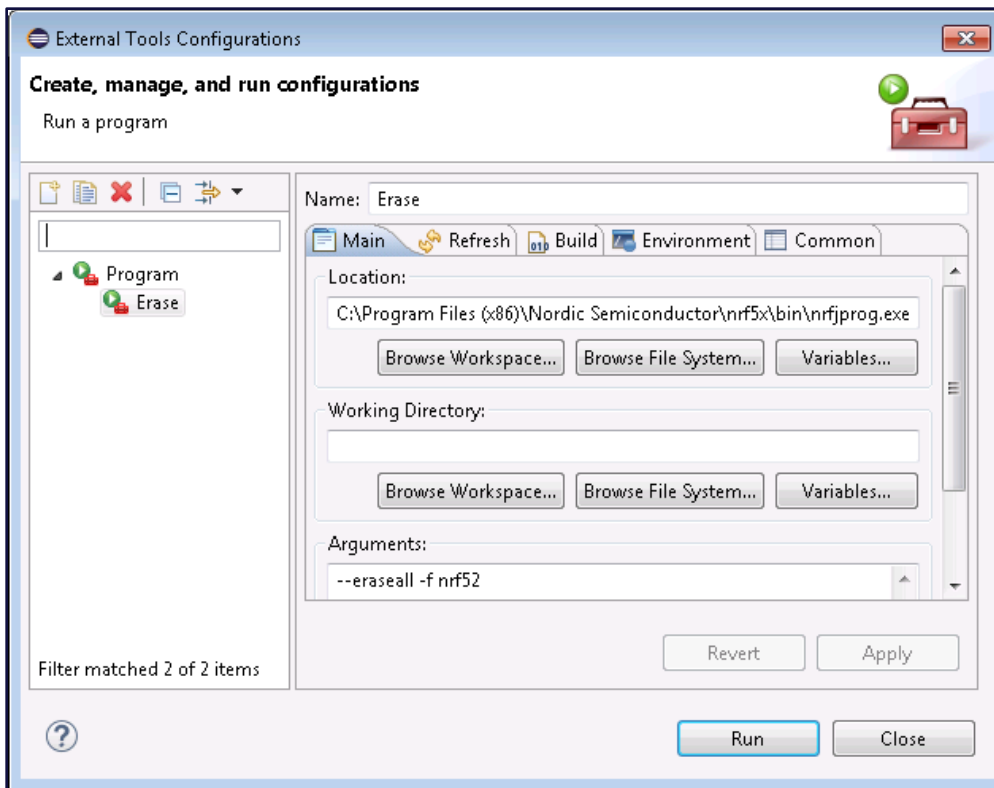 External Tools Configurations
Create, manage, and run configurations
Run a program
Name: Erase
Main Refresh Build Environment Common
Program
Erase
Location:
C:\Program Files (x86)\Nordic Semiconductor\nrf5x\bin\nrfjprog.exe
Browse Workspace... Browse File System... Variables...
Working Directory:
Browse Workspace... Browse File System... Variables...
Arguments:
--eraseall -f nrf52
Revert Apply
Filter matched 2 of 2 items
Run Close